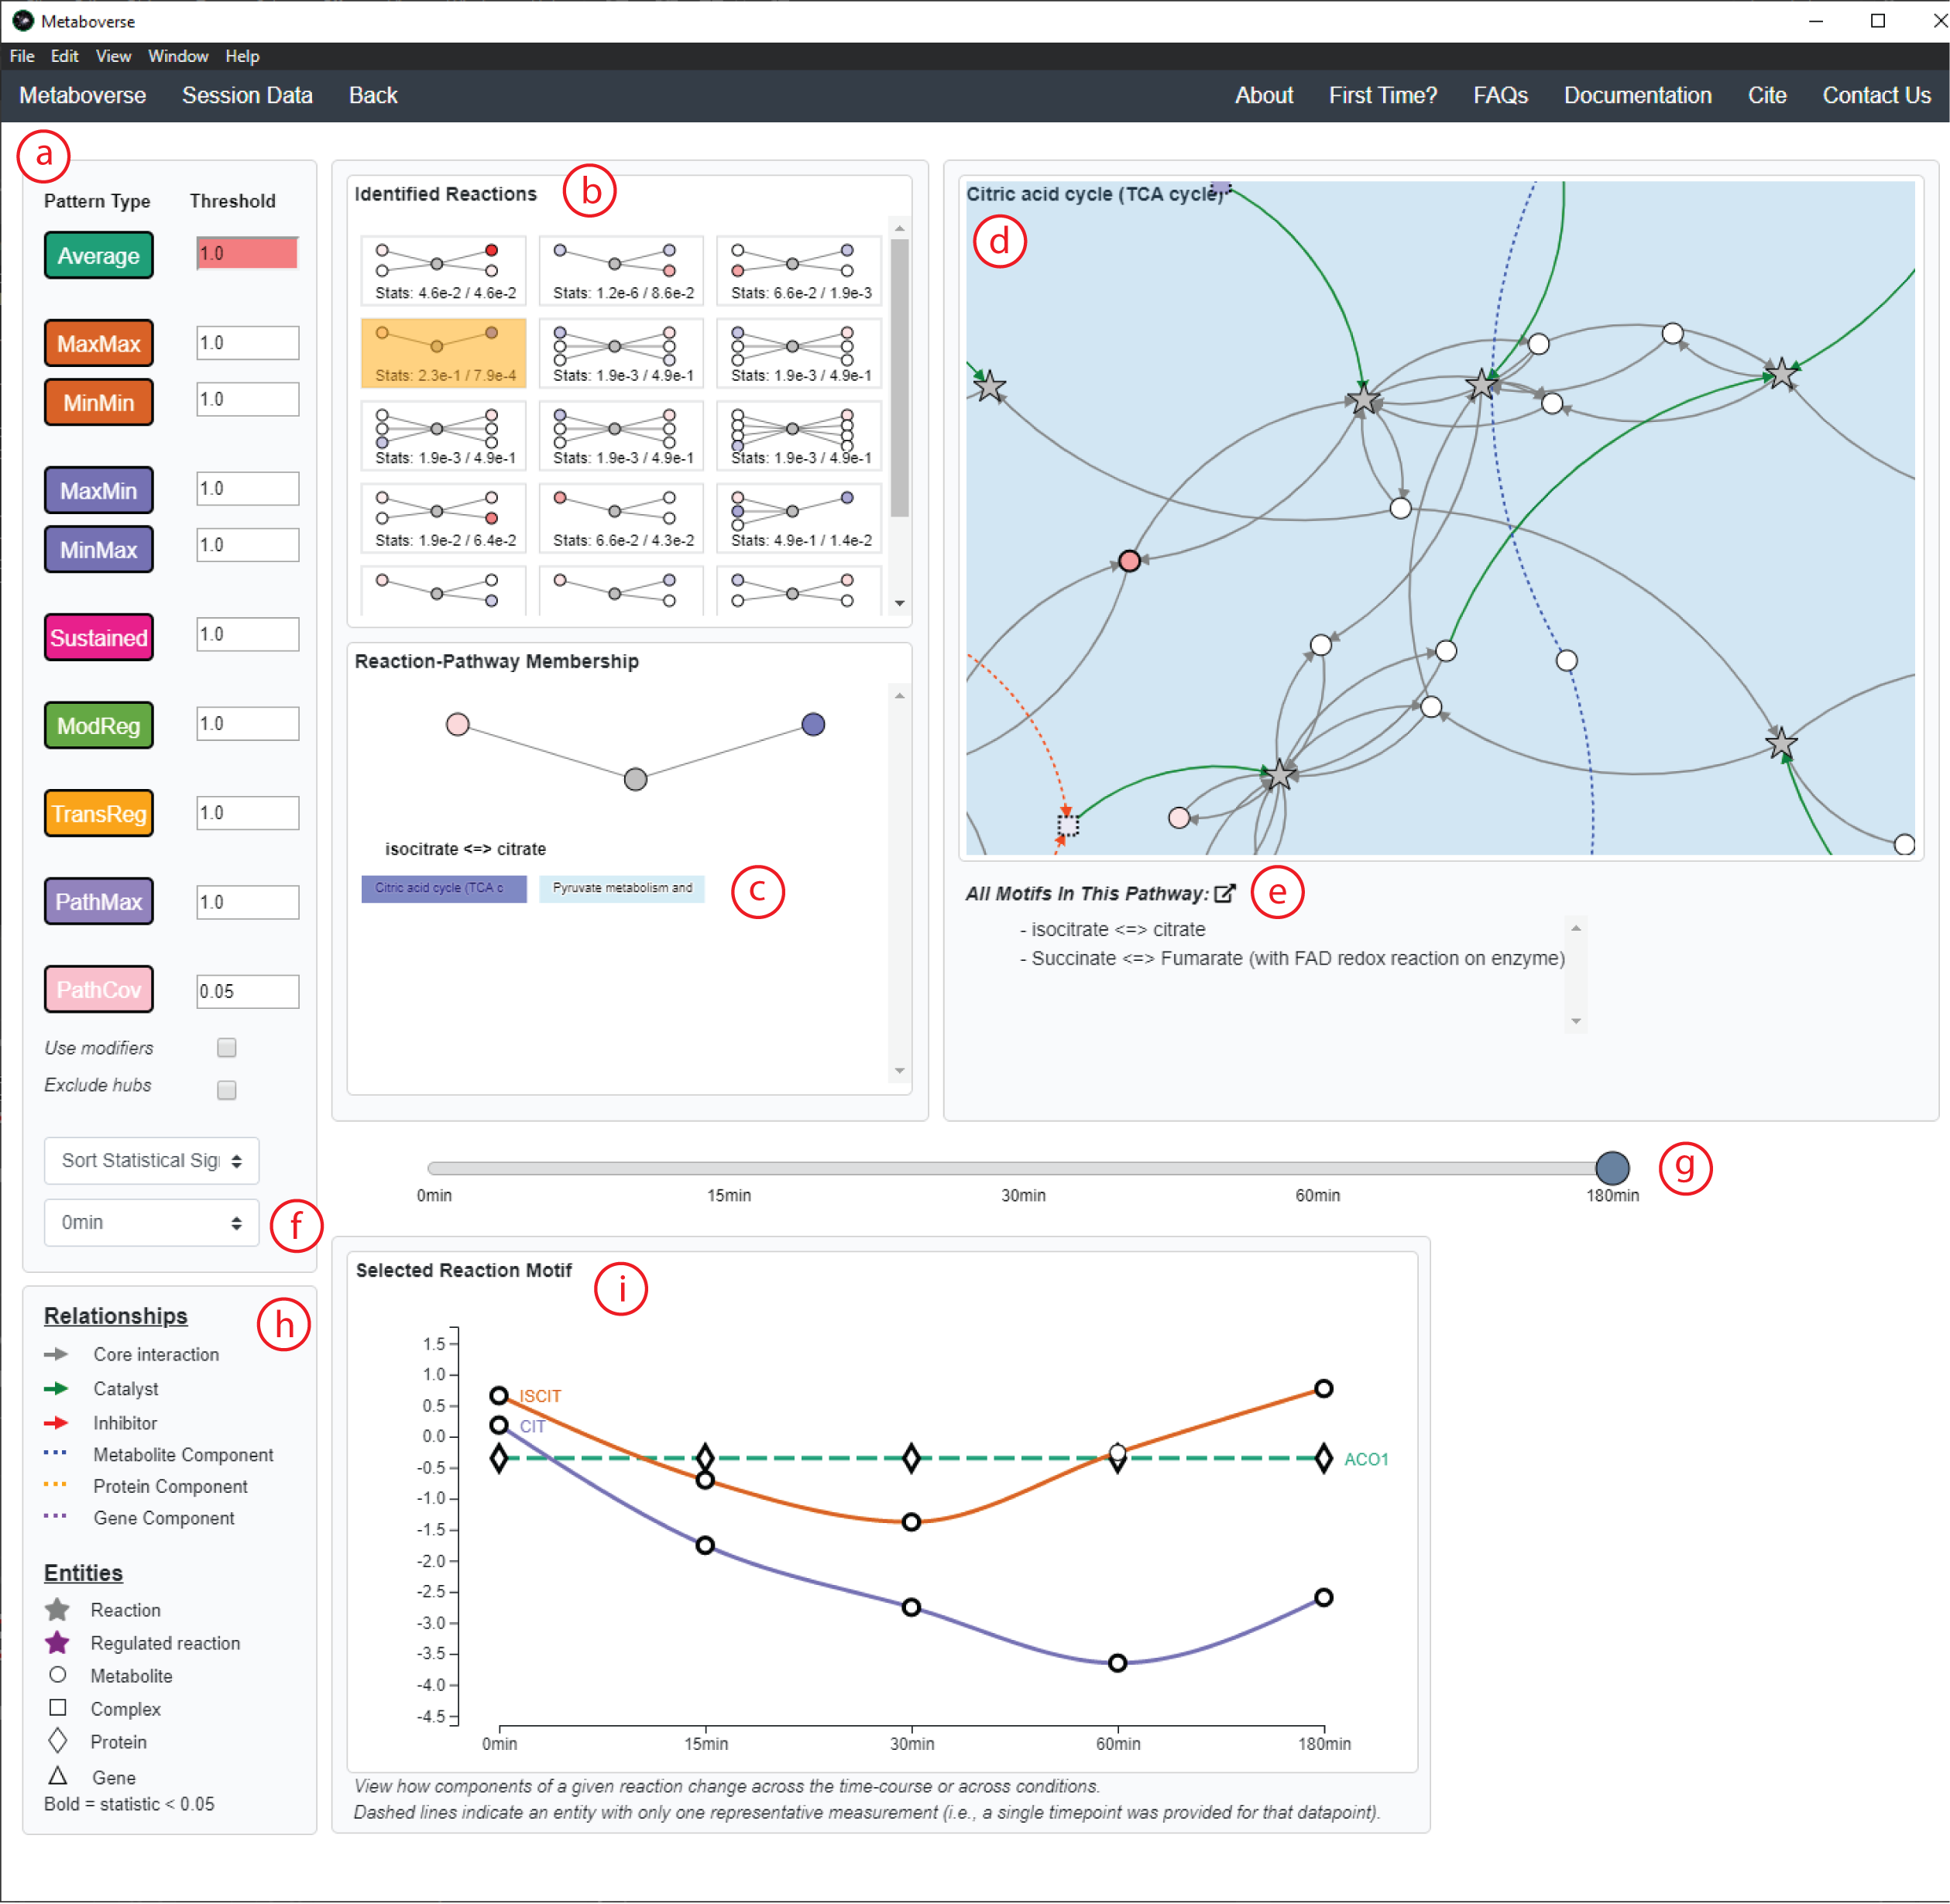 Metaboverse
File Edit View Window Help
Metaboverse Session Data Back About First Time? FAQs Documentation Cite Contact Us
a
Pattern Type Threshold
Average 1.0
MaxMax 1.0
MinMin 1.0
MaxMin 1.0
MinMax 1.0
Sustained 1.0
ModReg 1.0
TransReg 1.0
PathMax 1.0
PathCov 0.05
Use modifiers
Exclude hubs
Sort Statistical Sig
0min
f
Identified Reactions
b
Stats: 4.6e-2 / 4.6e-2 Stats: 1.2e-6 / 8.6e-2 Stats: 6.6e-2 / 1.9e-3
Stats: 2.3e-1 / 7.9e-4 Stats: 1.9e-3 / 4.9e-1 Stats: 1.9e-3 / 4.9e-1
Stats: 1.9e-3 / 4.9e-1 Stats: 1.9e-3 / 4.9e-1 Stats: 1.9e-3 / 4.9e-1
Stats: 1.9e-2 / 6.4e-2 Stats: 6.6e-2 / 4.3e-2 Stats: 4.9e-1 / 1.4e-2
Reaction-Pathway Membership
isocitrate <=> citrate
Citric acid cycle (TCA c Pyruvate metabolism and
c
Citric acid cycle (TCA cycle)
d
All Motifs In This Pathway:
e
- isocitrate <=> citrate
- Succinate <=> Fumarate (with FAD redox reaction on enzyme)
0min 15min 30min 60min 180min
g
Relationships
h
Core interaction
Catalyst
Inhibitor
Metabolite Component
Protein Component
Gene Component
Entities
Reaction
Regulated reaction
Metabolite
Complex
Protein
Gene
Bold = statistic < 0.05
Selected Reaction Motif
i
1.5
1.0
0.5
0.0
-0.5
-1.0
-1.5
-2.0
-2.5
-3.0
-3.5
-4.0
-4.5
ISCIT
CIT
ACO1
0min 15min 30min 60min 180min
View how components of a given reaction change across the time-course or across conditions.
Dashed lines indicate an entity with only one representative measurement (i.e., a single timepoint was provided for that datapoint).